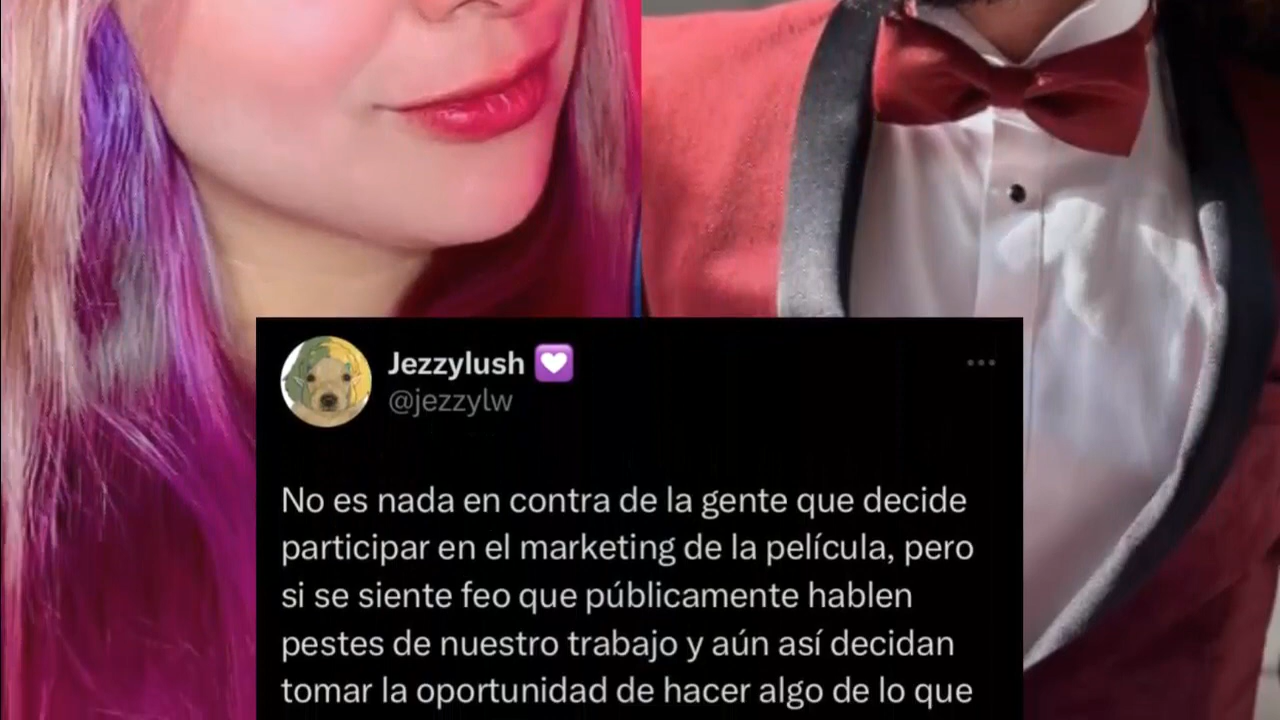 Jezzylush 💜
@jezzylw
No es nada en contra de la gente que decide
participar en el marketing de la película, pero
si se siente feo que públicamente hablen
pestes de nuestro trabajo y aún así decidan
tomar la oportunidad de hacer algo de lo que